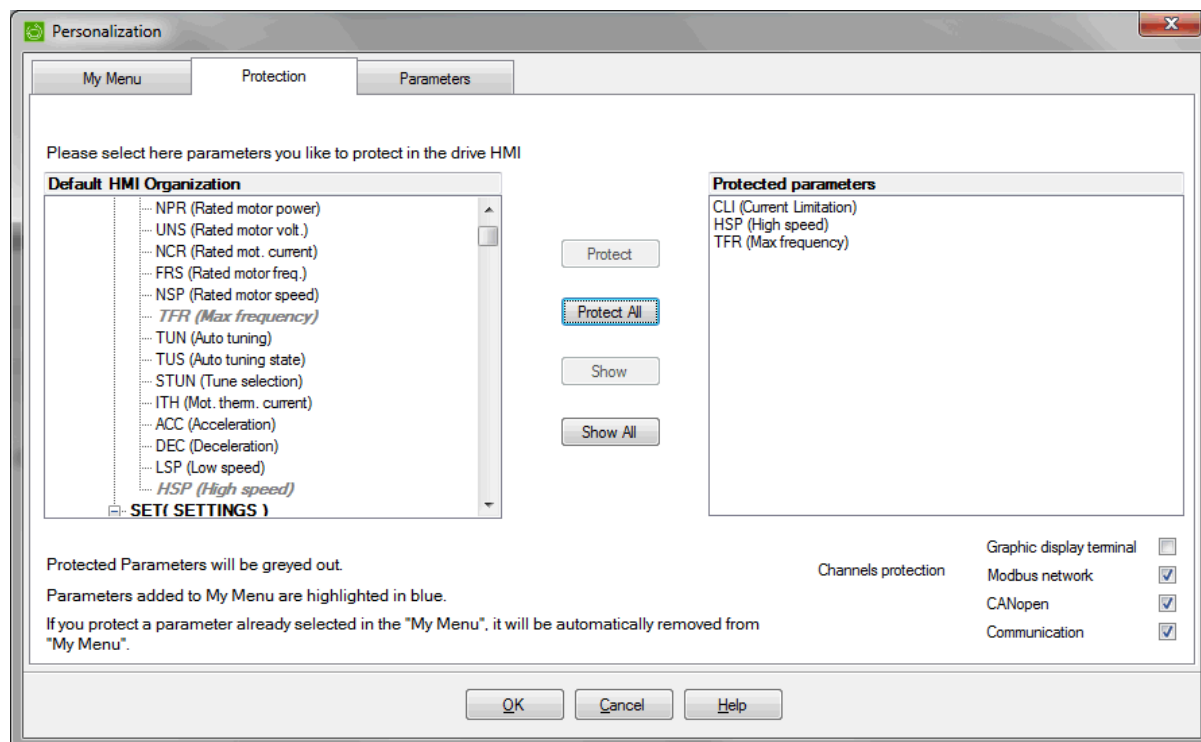 Personalization
My Menu
Protection
Parameters
Please select here parameters you like to protect in the drive HMI
Default HMI Organization
NPR (Rated motor power)
UNS (Rated motor volt.)
NCR (Rated mot. current)
FRS (Rated motor freq.)
NSP (Rated motor speed)
TFR (Max frequency)
TUN (Auto tuning)
TUS (Auto tuning state)
STUN (Tune selection)
ITH (Mot. therm. current)
ACC (Acceleration)
DEC (Deceleration)
LSP (Low speed)
HSP (High speed)
SET( SETTINGS )
Protect
Protect All
Show
Show All
Protected parameters
CLI (Current Limitation)
HSP (High speed)
TFR (Max frequency)
Protected Parameters will be greyed out.
Parameters added to My Menu are highlighted in blue.
If you protect a parameter already selected in the "My Menu", it will be automatically removed from
"My Menu".
Channels protection
Graphic display terminal
Modbus network
CANopen
Communication
OK
Cancel
Help